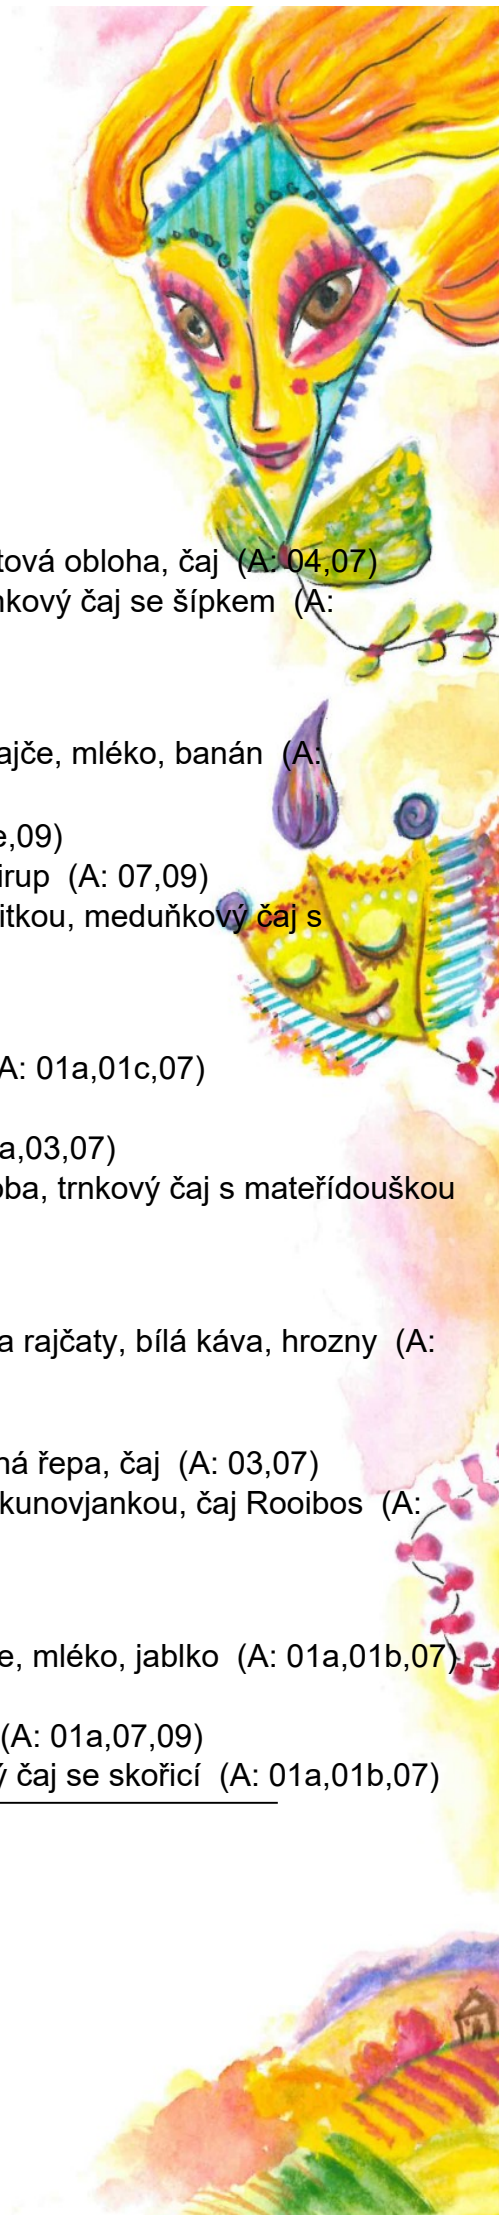 tová obloha, čaj (A: 04,07)
nkový čaj se šípkem (A:
ajče, mléko, banán (A:
e,09)
irup (A: 07,09)
itkou, meduňkový čaj s
A: 01a,01c,07)
a,03,07)
oba, trnkový čaj s mateřídouškou
a rajčaty, bílá káva, hrozny (A:
ná řepa, čaj (A: 03,07)
kunovjankou, čaj Rooibos (A:
e, mléko, jablko (A: 01a,01b,07)
(A: 01a,07,09)
ý čaj se skořicí (A: 01a,01b,07)